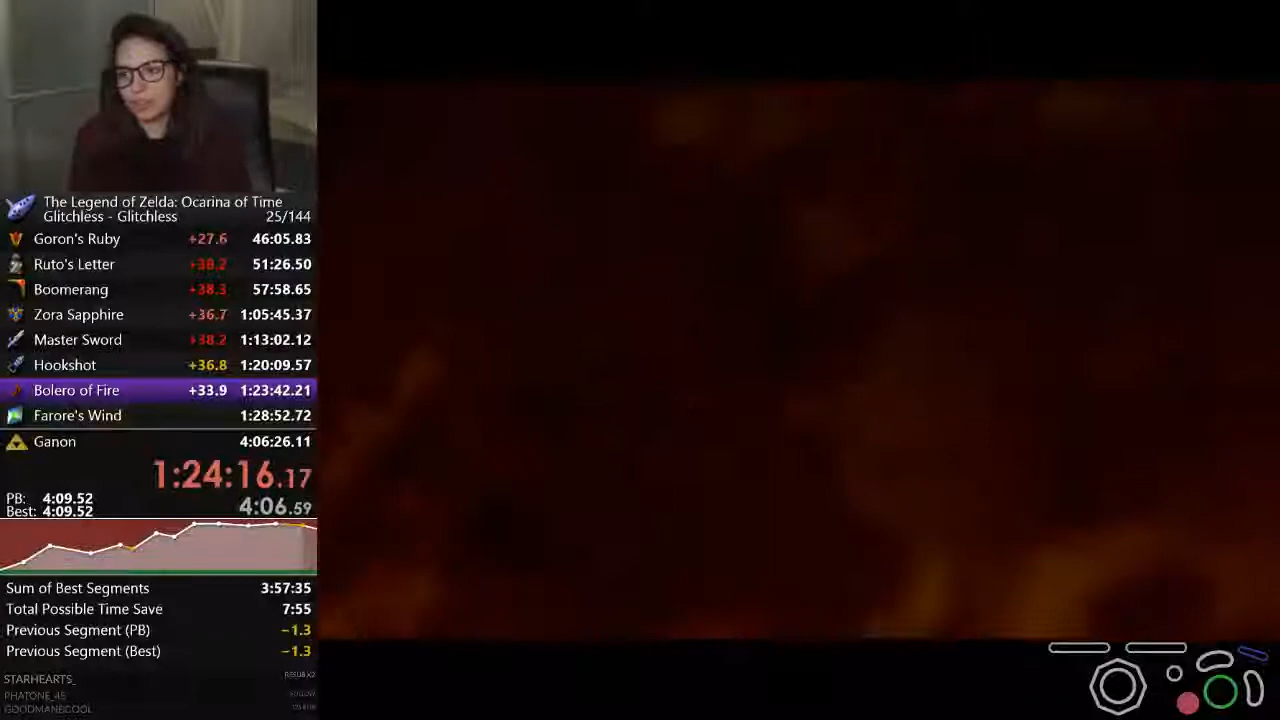 The Legend of Zelda: Ocarina of Time
Glitchless - Glitchless 25/144
Goron's Ruby +27.6 46:05.83
Ruto's Letter +38.2 51:26.50
Boomerang +38.3 57:58.65
Zora Sapphire +36.7 1:05:45.37
Master Sword +38.2 1:13:02.12
Hookshot +36.8 1:20:09.57
Bolero of Fire +33.9 1:23:42.21
Farore's Wind 1:28:52.72
Ganon 4:06:26.11
1:24:16.17
PB: 4:09.52
Best: 4:09.52 4:06.59
Sum of Best Segments 3:57:35
Total Possible Time Save 7:55
Previous Segment (PB) −1.3
Previous Segment (Best) −1.3
STARHEARTS_ RESUB X2
PHATONE_45 FOLLOW
GOODMANBCOOL